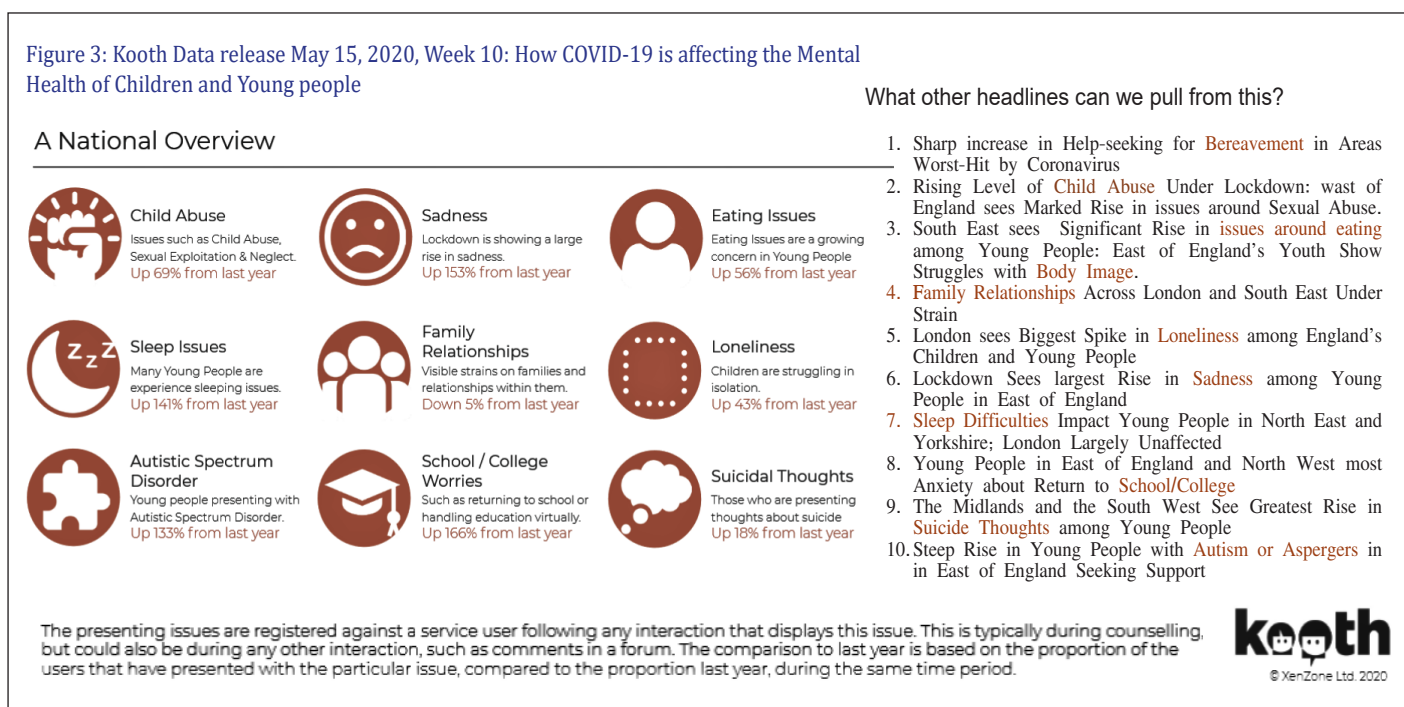 Figure 3: Kooth Data release May 15, 2020, Week 10: How COVID-19 is affecting the Mental
Health of Children and Young people
A National Overview
Child Abuse
Issues such as Child Abuse,
Sexual Exploitation & Neglect.
Up 69% from last year
Sadness
Lockdown is showing a large
rise in sadness.
Up 153% from last year
Eating Issues
Eating Issues are a growing
concern in Young People
Up 56% from last year
Sleep Issues
Many Young People are
experience sleeping issues.
Up 141% from last year
zzz
Family
Relationships
Visible strains on families and
relationships within them.
Down 5% from last year
Loneliness
Children are struggling in
isolation.
Up 43% from last year
Autistic Spectrum
Disorder
Young people presenting with
Autistic Spectrum Disorder.
Up 133% from last year
School / College
Worries
Such as returning to school or
handling education virtually.
Up 166% from last year
Suicidal Thoughts
Those who are presenting
thoughts about suicide
Up 18% from last year
What other headlines can we pull from this?
1. Sharp increase in Help-seeking for Bereavement in Areas
Worst-Hit by Coronavirus
2. Rising Level of Child Abuse Under Lockdown: wast of
England sees Marked Rise in issues around Sexual Abuse.
3. South East sees Significant Rise in issues around eating
among Young People: East of England's Youth Show
Struggles with Body Image.
4. Family Relationships Across London and South East Under
Strain
5. London sees Biggest Spike in Loneliness among England's
Children and Young People
6. Lockdown Sees largest Rise in Sadness among Young
People in East of England
7. Sleep Difficulties Impact Young People in North East and
Yorkshire; London Largely Unaffected
8. Young People in East of England and North West most
Anxiety about Return to School/College
9. The Midlands and the South West See Greatest Rise in
Suicide Thoughts among Young People
10. Steep Rise in Young People with Autism or Aspergers in
in East of England Seeking Support
The presenting issues are registered against a service user following any interaction that displays this issue. This is typically during counselling,
but could also be during any other interaction, such as comments in a forum. The comparison to last year is based on the proportion of the
users that have presented with the particular issue, compared to the proportion last year, during the same time period.
kooth
© XenZone Ltd. 2020